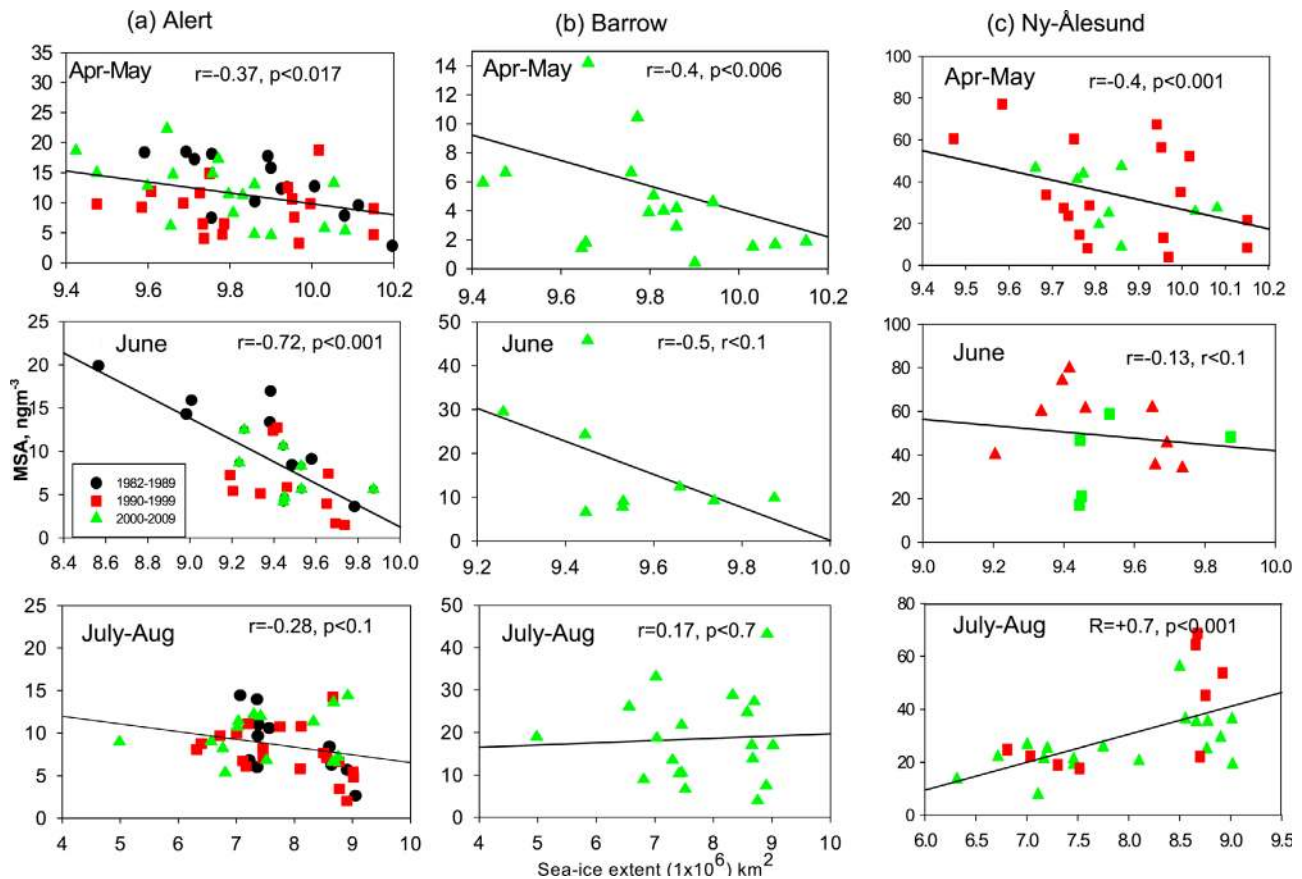 (a) Alert
(b) Barrow
(c) Ny-Ålesund
Apr-May
r=-0.37, p<0.017
35
30
25
20
15
10
5
0
9.4 9.6 9.8 10.0 10.2
Apr-May
r=-0.4, p<0.006
14
12
10
8
6
4
2
0
9.4 9.6 9.8 10.0 10.2
Apr-May
r=-0.4, p<0.001
100
80
60
40
20
0
9.4 9.5 9.6 9.7 9.8 9.9 10.0 10.1 10.2
MSA, ngm-3
June
r=-0.72, p<0.001
25
20
15
10
5
0
1982-1989
1990-1999
2000-2009
8.4 8.6 8.8 9.0 9.2 9.4 9.6 9.8 10.0
June
r=-0.5, r<0.1
50
40
30
20
10
0
9.2 9.3 9.4 9.5 9.6 9.7 9.8 9.9 10.0
June
r=-0.13, r<0.1
100
80
60
40
20
0
9.0 9.2 9.4 9.6 9.8 10.0
July-Aug
r=-0.28, p<0.1
25
20
15
10
5
0
4 5 6 7 8 9 10
July-Aug
r=0.17, p<0.7
50
40
30
20
10
0
4 5 6 7 8 9 10
July-Aug
R=+0.7, p<0.001
80
60
40
20
0
6.0 6.5 7.0 7.5 8.0 8.5 9.0 9.5
Sea-ice extent (1x10^6) km^2